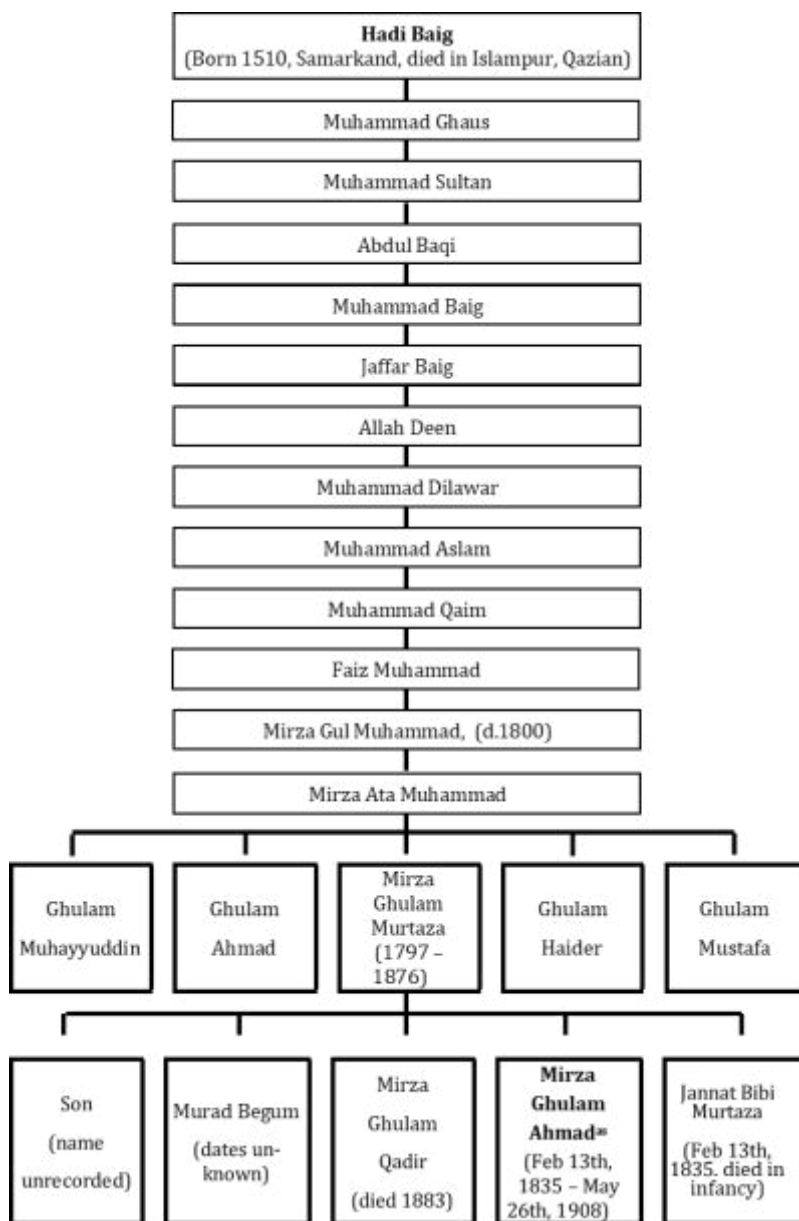 Hadi Baig
(Born 1510, Samarkand, died in Islampur, Qazian)
Muhammad Ghaus
Muhammad Sultan
Abdul Baqi
Muhammad Baig
Jaffar Baig
Allah Deen
Muhammad Dilawar
Muhammad Aslam
Muhammad Qaim
Faiz Muhammad
Mirza Gul Muhammad, (d.1800)
Mirza Ata Muhammad
Ghulam
Muhayyuddin
Ghulam
Ahmad
Mirza
Ghulam
Murtaza
(1797 –
1876)
Ghulam
Haider
Ghulam
Mustafa
Son
(name
unrecorded)
Murad Begum
(dates un-
known)
Mirza
Ghulam
Qadir
(died 1883)
Mirza
Ghulam
Ahmadᵃˢ
(Feb 13th,
1835 – May
26th, 1908)
Jannat Bibi
Murtaza
(Feb 13th,
1835. died in
infancy)